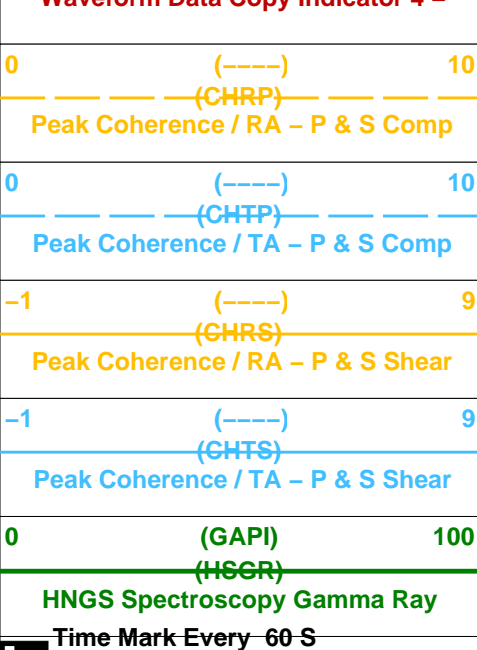 Waveform Data Copy Indicator 4 –
0 (––––) 10
(CHRP)
Peak Coherence / RA – P & S Comp
0 (––––) 10
(CHTP)
Peak Coherence / TA – P & S Comp
–1 (––––) 9
(CHRS)
Peak Coherence / RA – P & S Shear
–1 (––––) 9
(CHTS)
Peak Coherence / TA – P & S Shear
0 (GAPI) 100
(HSGR)
HNGS Spectroscopy Gamma Ray
Time Mark Every 60 S